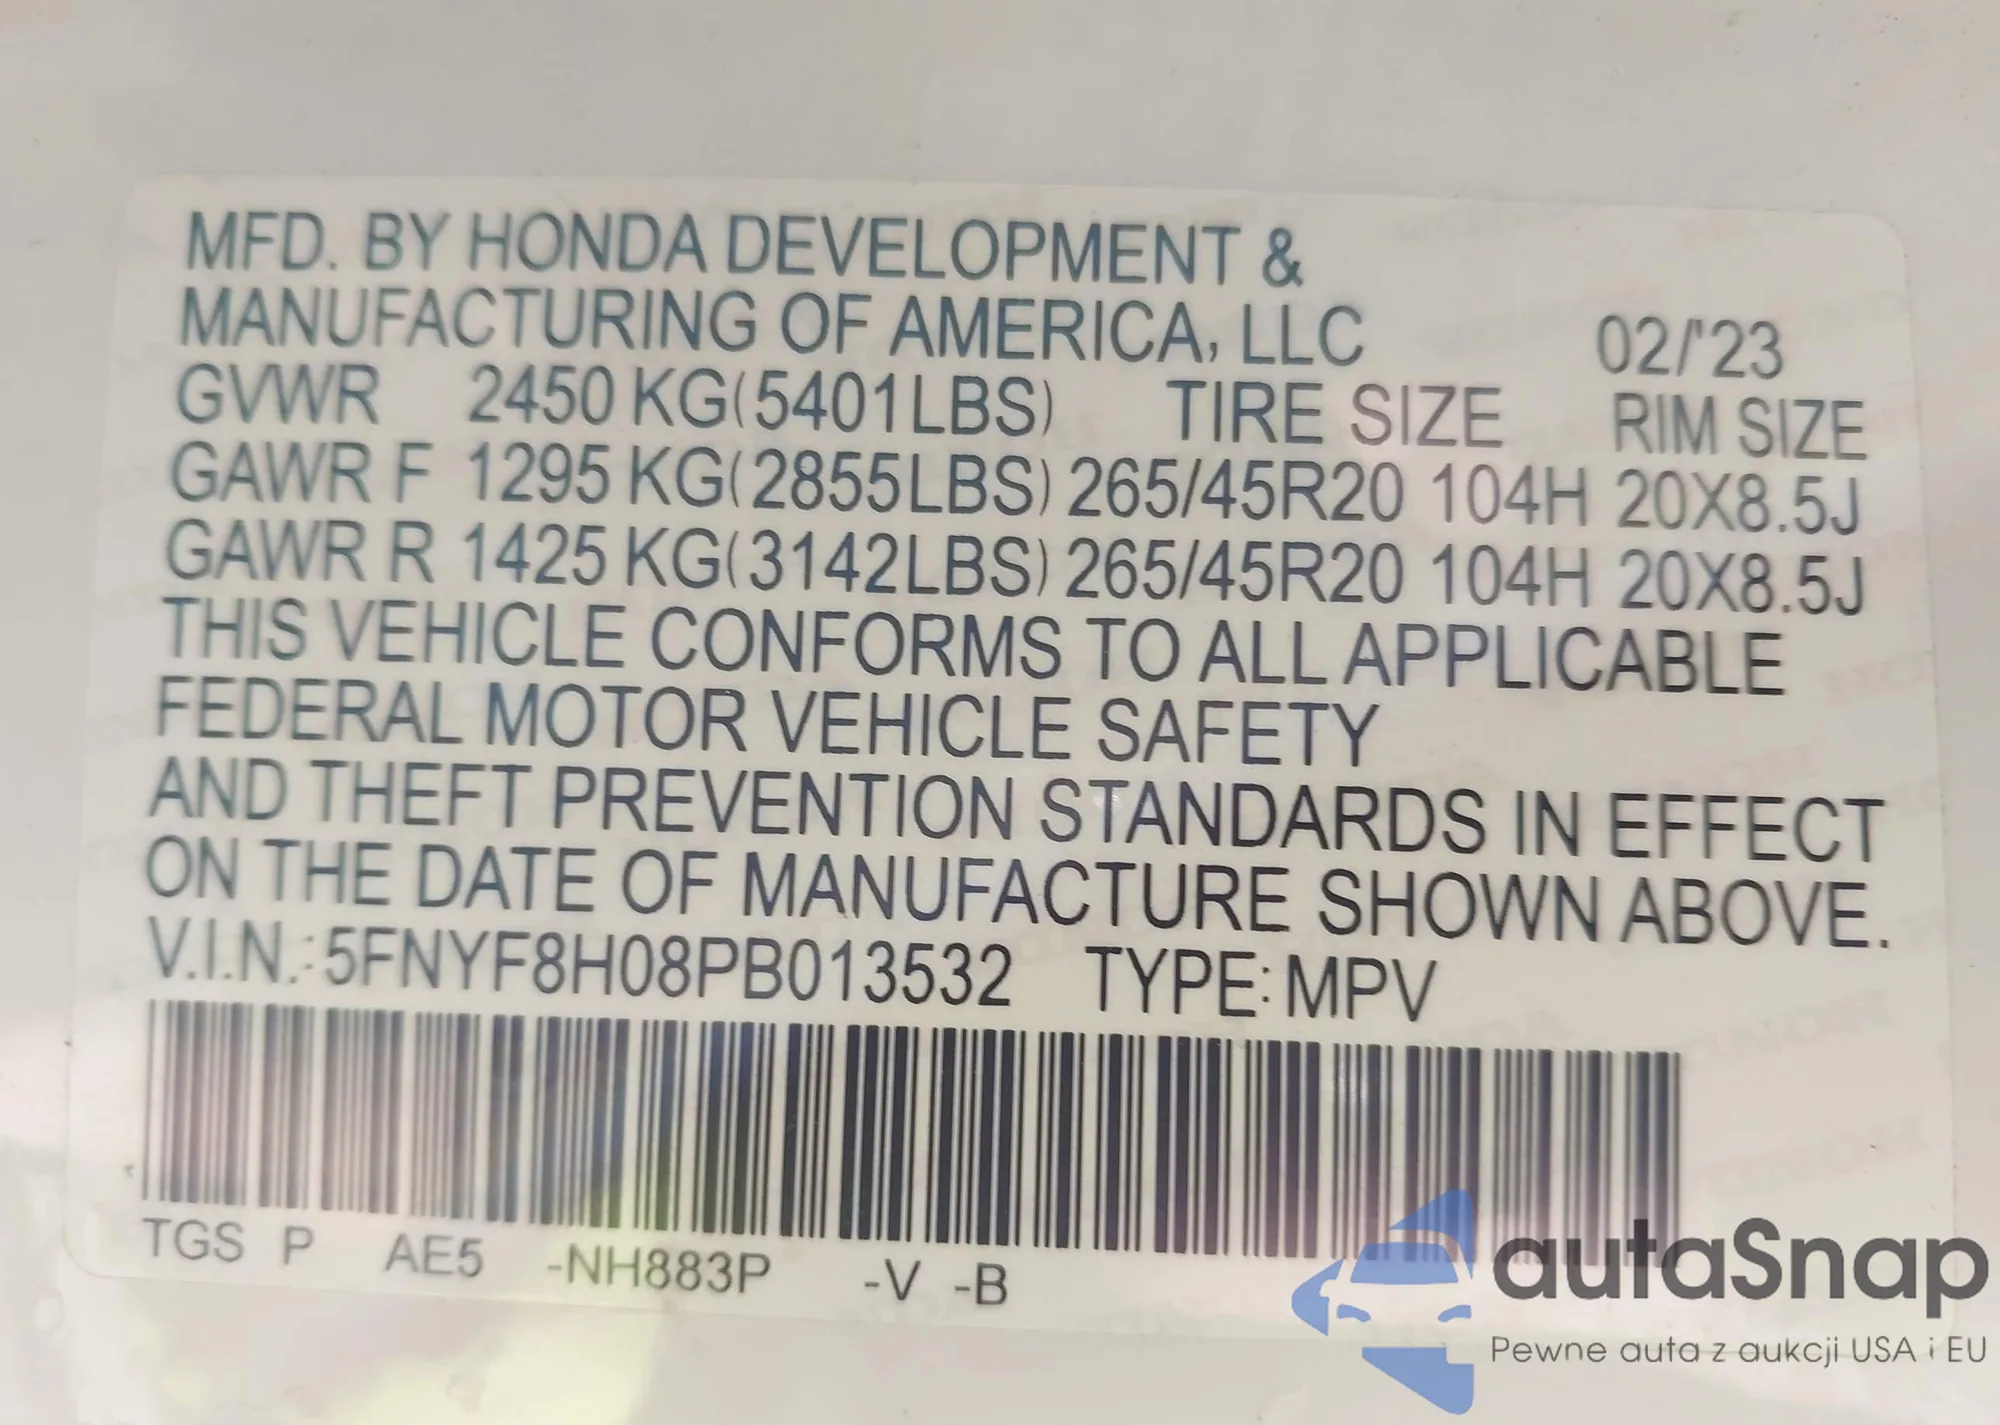 MFD. BY HONDA DEVELOPMENT &
MANUFACTURING OF AMERICA, LLC 02/'23
GVWR 2450 KG(5401LBS) TIRE SIZE RIM SIZE
GAWR F 1295 KG(2855LBS) 265/45R20 104H 20X8.5J
GAWR R 1425 KG(3142LBS) 265/45R20 104H 20X8.5J
THIS VEHICLE CONFORMS TO ALL APPLICABLE
FEDERAL MOTOR VEHICLE SAFETY
AND THEFT PREVENTION STANDARDS IN EFFECT
ON THE DATE OF MANUFACTURE SHOWN ABOVE.
V.I.N.:5FNYF8H08PB013532 TYPE:MPV
TGS P AE5 -NH883P -V -B
autaSnap
Pewne auta z aukcji USA i EU